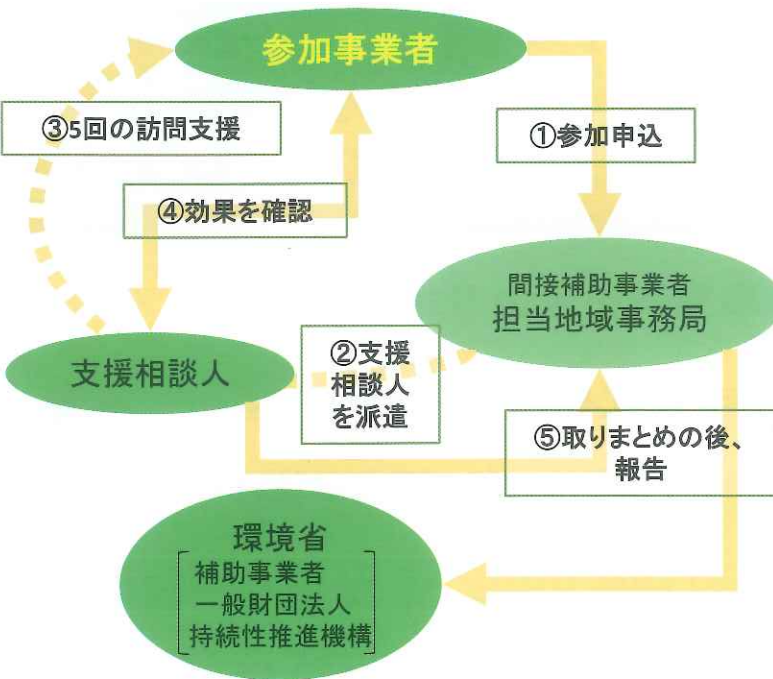 参加事業者
③5回の訪問支援
①参加申込
④効果を確認
間接補助事業者
担当地域事務局
支援相談人
②支援
相談人
を派遣
⑤取りまとめの後、
報告
環境省
補助事業者
一般財団法人
持続性推進機構